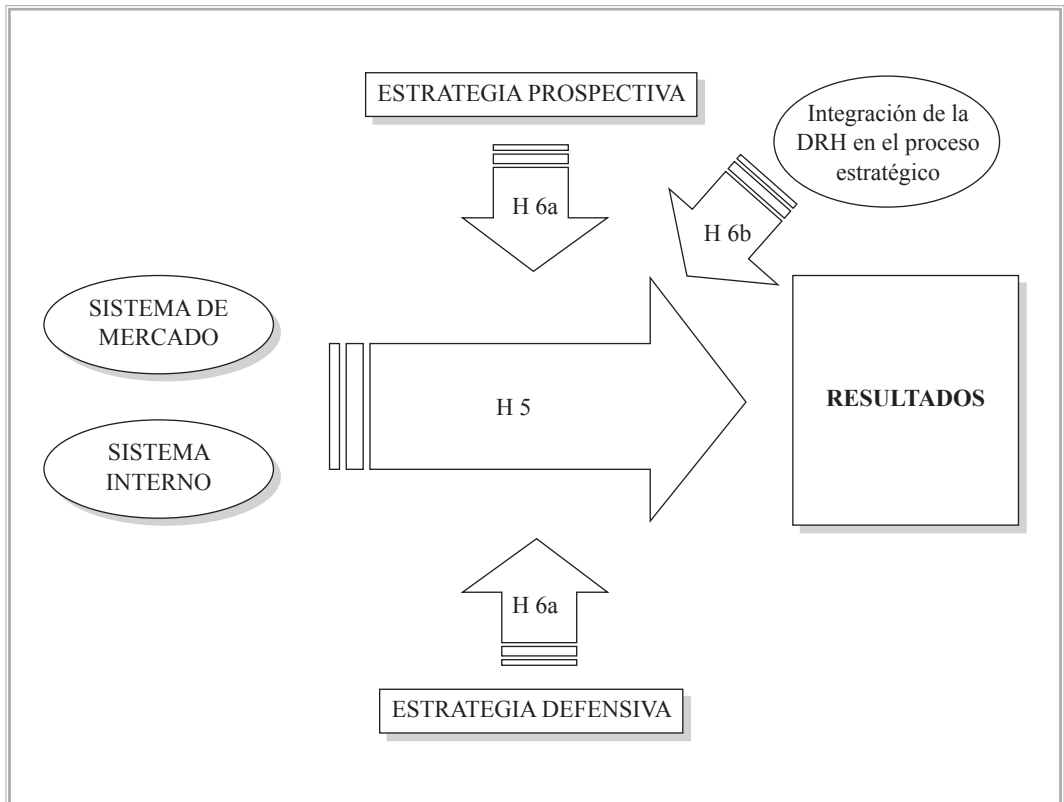 ESTRATEGIA PROSPECTIVA
Integración de la
DRH en el proceso
estratégico
H 6a
H 6b
SISTEMA DE
MERCADO
H 5
RESULTADOS
SISTEMA
INTERNO
H 6a
ESTRATEGIA DEFENSIVA